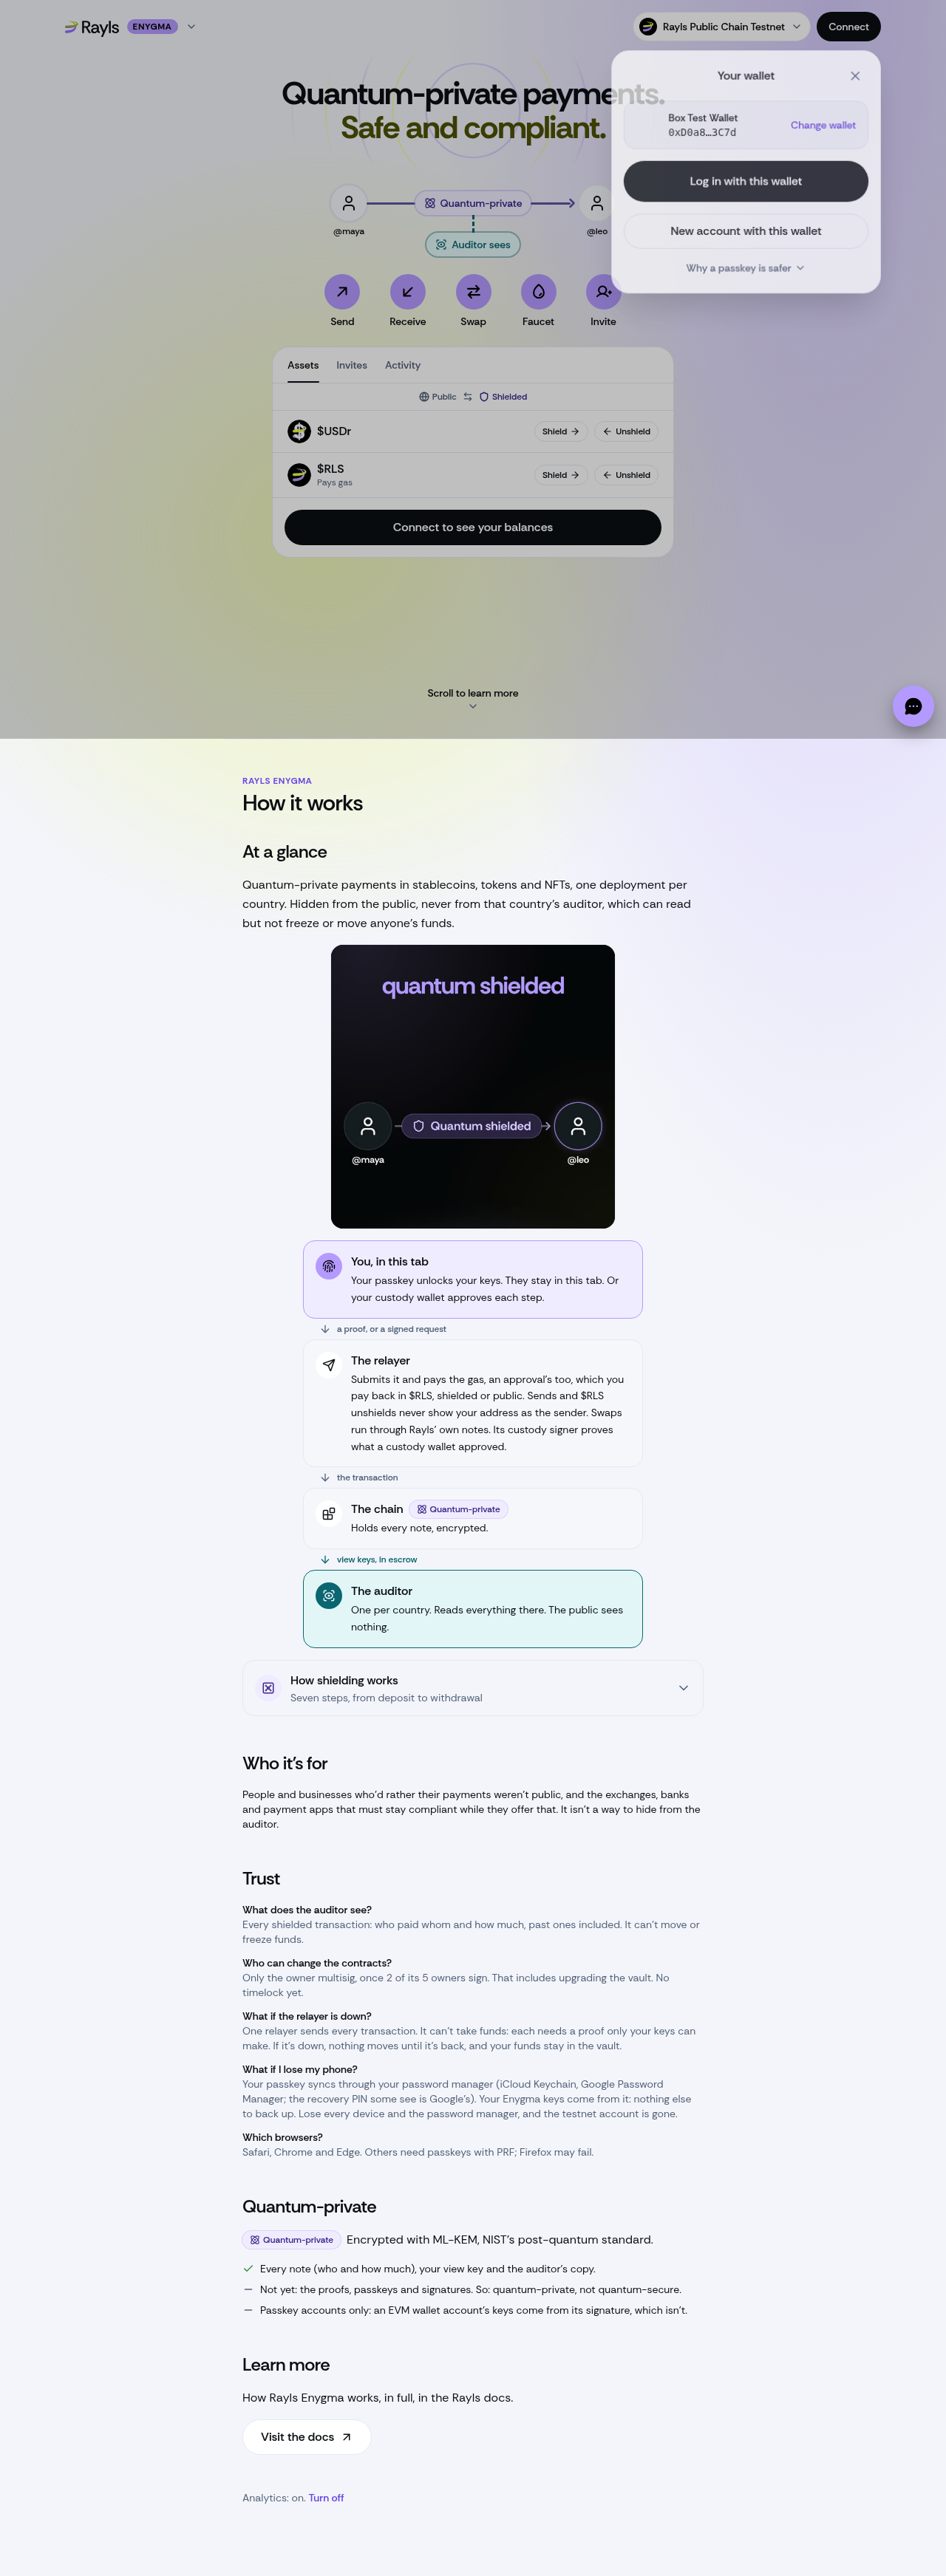 Rayls ENYGMA
Rayls Public Chain Testnet
Connect
Quantum-private payments.
Safe and compliant.
Your wallet
Box Test Wallet
0xD0a8…3C7d
Change wallet
Log in with this wallet
New account with this wallet
Why a passkey is safer
Quantum-private
@maya
@leo
Auditor sees
Send
Receive
Swap
Faucet
Invite
Assets
Invites
Activity
Public
Shielded
$USDr
Shield
Unshield
$RLS
Pays gas
Shield
Unshield
Connect to see your balances
Scroll to learn more
RAYLS ENYGMA
How it works
At a glance
Quantum-private payments in stablecoins, tokens and NFTs, one deployment per
country. Hidden from the public, never from that country's auditor, which can read
but not freeze or move anyone's funds.
quantum shielded
Quantum shielded
@maya
@leo
You, in this tab
Your passkey unlocks your keys. They stay in this tab. Or
your custody wallet approves each step.
a proof, or a signed request
The relayer
Submits it and pays the gas, an approval's too, which you
pay back in $RLS, shielded or public. Sends and $RLS
unshields never show your address as the sender. Swaps
run through Rayls' own notes. Its custody signer proves
what a custody wallet approved.
the transaction
The chain
Quantum-private
Holds every note, encrypted.
view keys, in escrow
The auditor
One per country. Reads everything there. The public sees
nothing.
How shielding works
Seven steps, from deposit to withdrawal
Who it's for
People and businesses who'd rather their payments weren't public, and the exchanges, banks
and payment apps that must stay compliant while they offer that. It isn't a way to hide from the
auditor.
Trust
What does the auditor see?
Every shielded transaction: who paid whom and how much, past ones included. It can't move or
freeze funds.
Who can change the contracts?
Only the owner multisig, once 2 of its 5 owners sign. That includes upgrading the vault. No
timelock yet.
What if the relayer is down?
One relayer sends every transaction. It can't take funds: each needs a proof only your keys can
make. If it's down, nothing moves until it's back, and your funds stay in the vault.
What if I lose my phone?
Your passkey syncs through your password manager (iCloud Keychain, Google Password
Manager; the recovery PIN some see is Google's). Your Enygma keys come from it: nothing else
to back up. Lose every device and the password manager, and the testnet account is gone.
Which browsers?
Safari, Chrome and Edge. Others need passkeys with PRF; Firefox may fail.
Quantum-private
Quantum-private
Encrypted with ML-KEM, NIST's post-quantum standard.
Every note (who and how much), your view key and the auditor's copy.
Not yet: the proofs, passkeys and signatures. So: quantum-private, not quantum-secure.
Passkey accounts only: an EVM wallet account's keys come from its signature, which isn't.
Learn more
How Rayls Enygma works, in full, in the Rayls docs.
Visit the docs
Analytics: on. Turn off